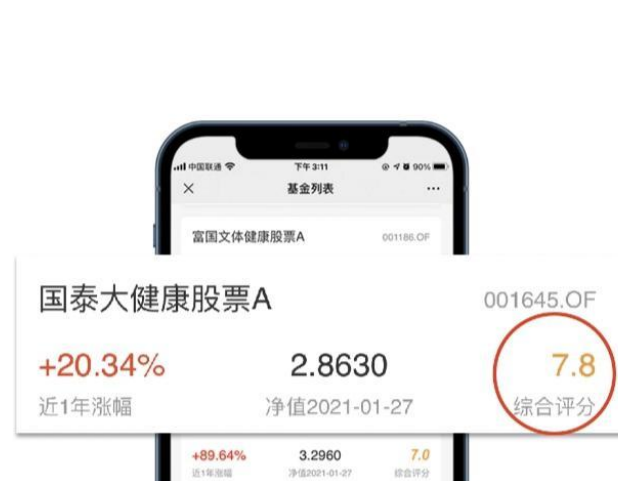 中国联通 下午 3:11 90%
基金列表
富国文体健康股票A 001186.OF
国泰大健康股票A 001645.OF
+20.34% 2.8630 7.8
近1年涨幅 净值2021-01-27 综合评分
+89.64% 3.2960 7.0
近1年涨幅 净值2021-01-27 综合评分